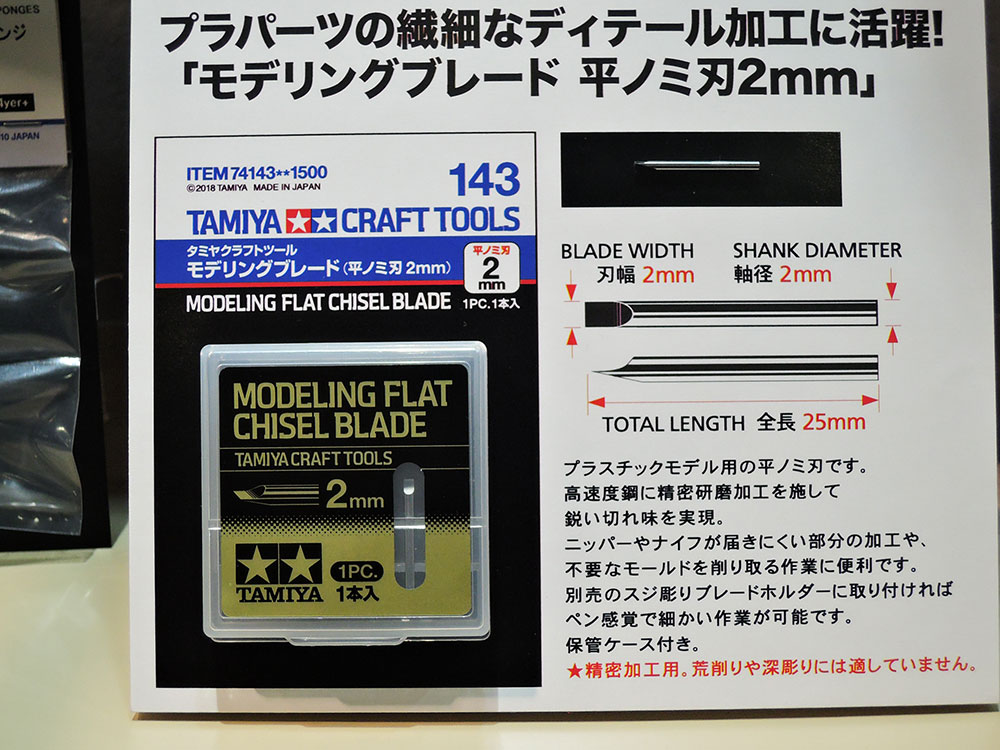 PONGES
ンジ
ayer+
10 JAPAN
プラパーツの繊細なディテール加工に活躍!
「モデリングブレード 平ノミ刃2mm」
ITEM 74143**1500
©2018 TAMIYA MADE IN JAPAN
143
TAMIYA CRAFT TOOLS
タミヤクラフトツール
モデリングブレード(平ノミ刃 2mm)
平ノミ刃
2
mm
MODELING FLAT CHISEL BLADE 1PC. 1本入
MODELING FLAT
CHISEL BLADE
TAMIYA CRAFT TOOLS
2mm
TAMIYA
1PC.
1本入
BLADE WIDTH
刃幅 2mm
SHANK DIAMETER
軸径 2mm
TOTAL LENGTH 全長 25mm
プラスチックモデル用の平ノミ刃です。
高速度鋼に精密研磨加工を施して
鋭い切れ味を実現。
ニッパーやナイフが届きにくい部分の加工や、
不要なモールドを削り取る作業に便利です。
別売のスジ彫りブレードホルダーに取り付ければ
ペン感覚で細かい作業が可能です。
保管ケース付き。
★精密加工用。荒削りや深彫りには適していません。